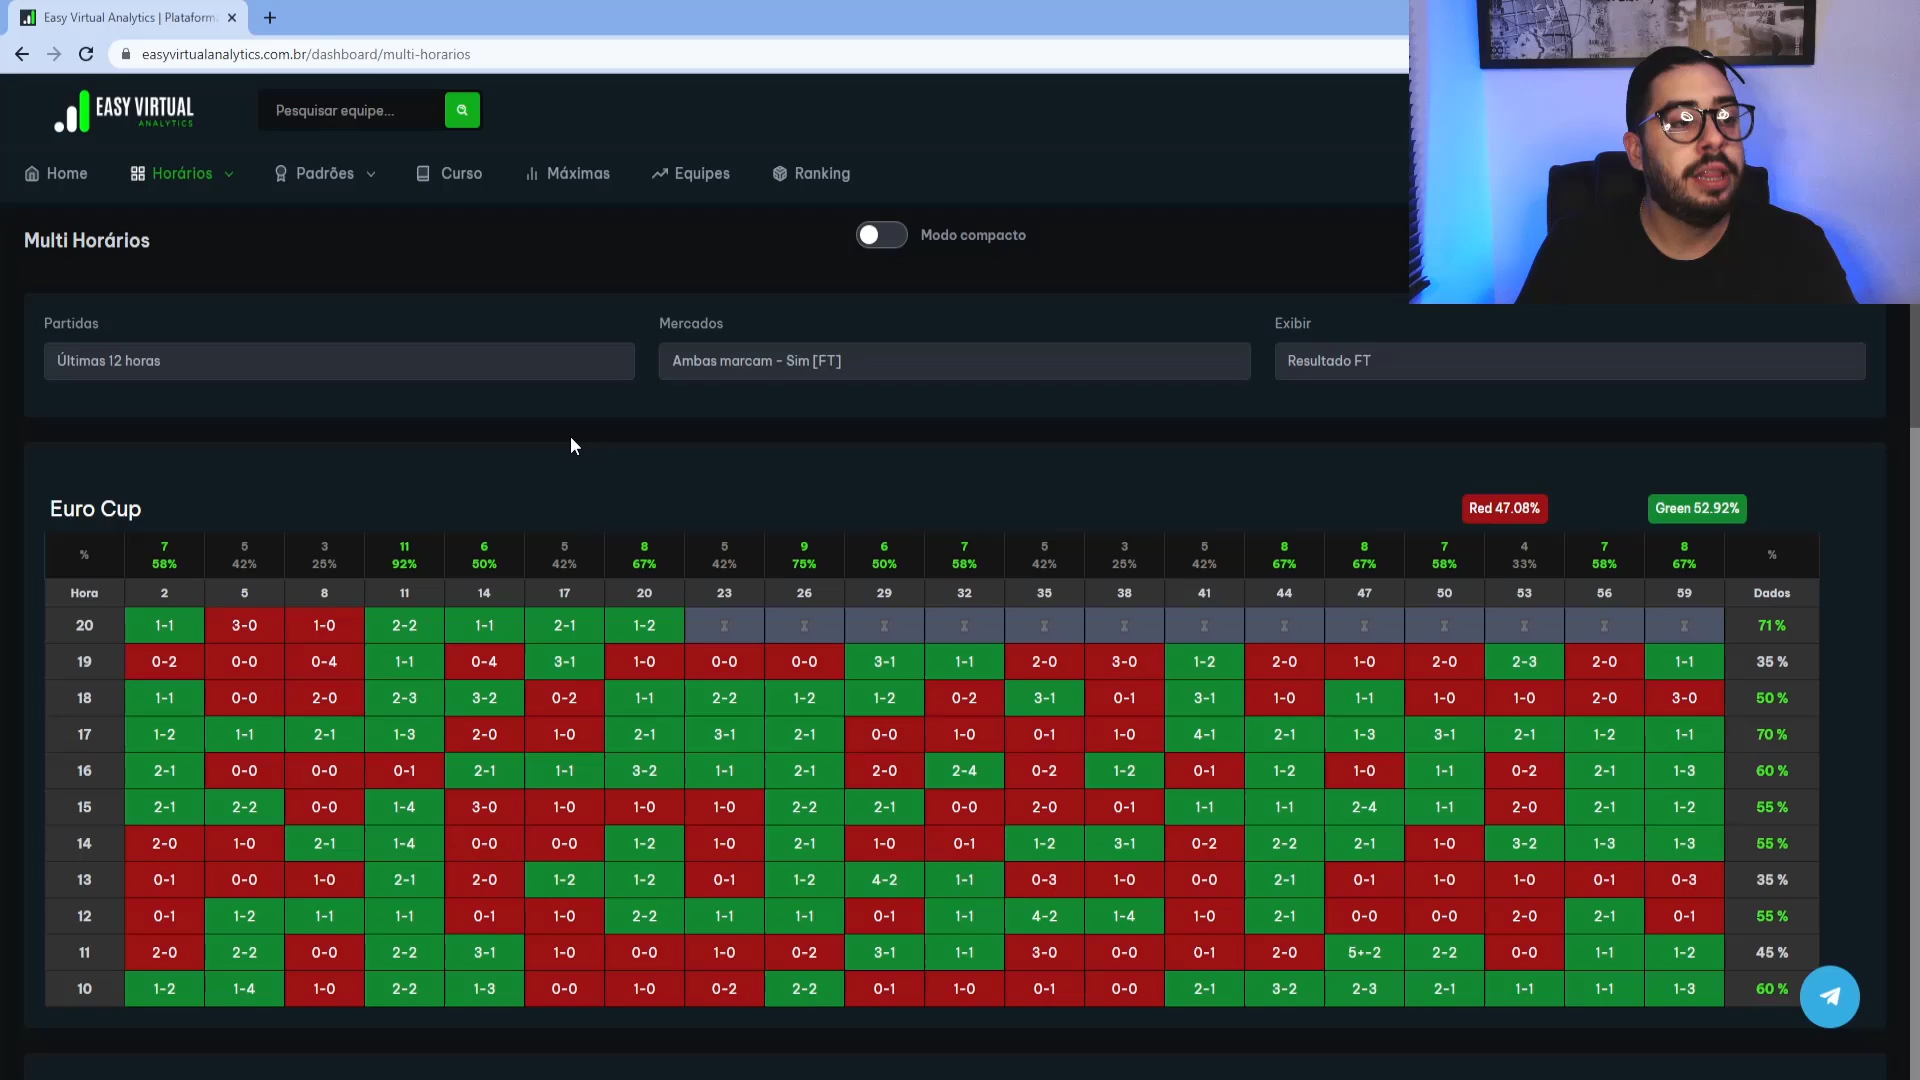 Easy Virtual Analytics | Plataform
easyvirtualanalytics.com.br/dashboard/multi-horarios
EASY VIRTUAL
ANALYTICS
Pesquisar equipe...
Home Horários Padrões Curso Máximas Equipes Ranking
Multi Horários
Modo compacto
Partidas Mercados Exibir
Últimas 12 horas Ambas marcam - Sim [FT] Resultado FT
Euro Cup Red 47.08% Green 52.92%
% 7 5 3 11 6 5 8 5 9 6 7 5 3 5 8 8 7 4 7 8 %
58% 42% 25% 92% 50% 42% 67% 42% 75% 50% 58% 42% 25% 42% 67% 67% 58% 33% 58% 67%
Hora 2 5 8 11 14 17 20 23 26 29 32 35 38 41 44 47 50 53 56 59 Dados
20 1-1 3-0 1-0 2-2 1-1 2-1 1-2 71 %
19 0-2 0-0 0-4 1-1 0-4 3-1 1-0 0-0 0-0 3-1 1-1 2-0 3-0 1-2 2-0 1-0 2-0 2-3 2-0 1-1 35 %
18 1-1 0-0 2-0 2-3 3-2 0-2 1-1 2-2 1-2 1-2 0-2 3-1 0-1 3-1 1-0 1-1 1-0 1-0 2-0 3-0 50 %
17 1-2 1-1 2-1 1-3 2-0 1-0 2-1 3-1 2-1 0-0 1-0 0-1 1-0 4-1 2-1 1-3 3-1 2-1 1-2 1-1 70 %
16 2-1 0-0 0-0 0-1 2-1 1-1 3-2 1-1 2-1 2-0 2-4 0-2 1-2 0-1 1-2 1-0 1-1 0-2 2-1 1-3 60 %
15 2-1 2-2 0-0 1-4 3-0 1-0 1-0 1-0 2-2 2-1 0-0 2-0 0-1 1-1 1-1 2-4 1-1 2-0 2-1 1-2 55 %
14 2-0 1-0 2-1 1-4 0-0 0-0 1-2 1-0 2-1 1-0 0-1 1-2 3-1 0-2 2-2 2-1 1-0 3-2 1-3 1-3 55 %
13 0-1 0-0 1-0 2-1 2-0 1-2 1-2 0-1 1-2 4-2 1-1 0-3 1-0 0-0 2-1 0-1 1-0 1-0 0-1 0-3 35 %
12 0-1 1-2 1-1 1-1 0-1 1-0 2-2 1-1 1-1 0-1 1-1 4-2 1-4 1-0 2-1 0-0 0-0 2-0 2-1 0-1 55 %
11 2-0 2-2 0-0 2-2 3-1 1-0 0-0 1-0 0-2 3-1 1-1 3-0 0-0 0-1 2-0 5+-2 2-2 0-0 1-1 1-2 45 %
10 1-2 1-4 1-0 2-2 1-3 0-0 1-0 0-2 2-2 0-1 1-0 0-1 0-0 2-1 3-2 2-3 2-1 1-1 1-1 1-3 60 %